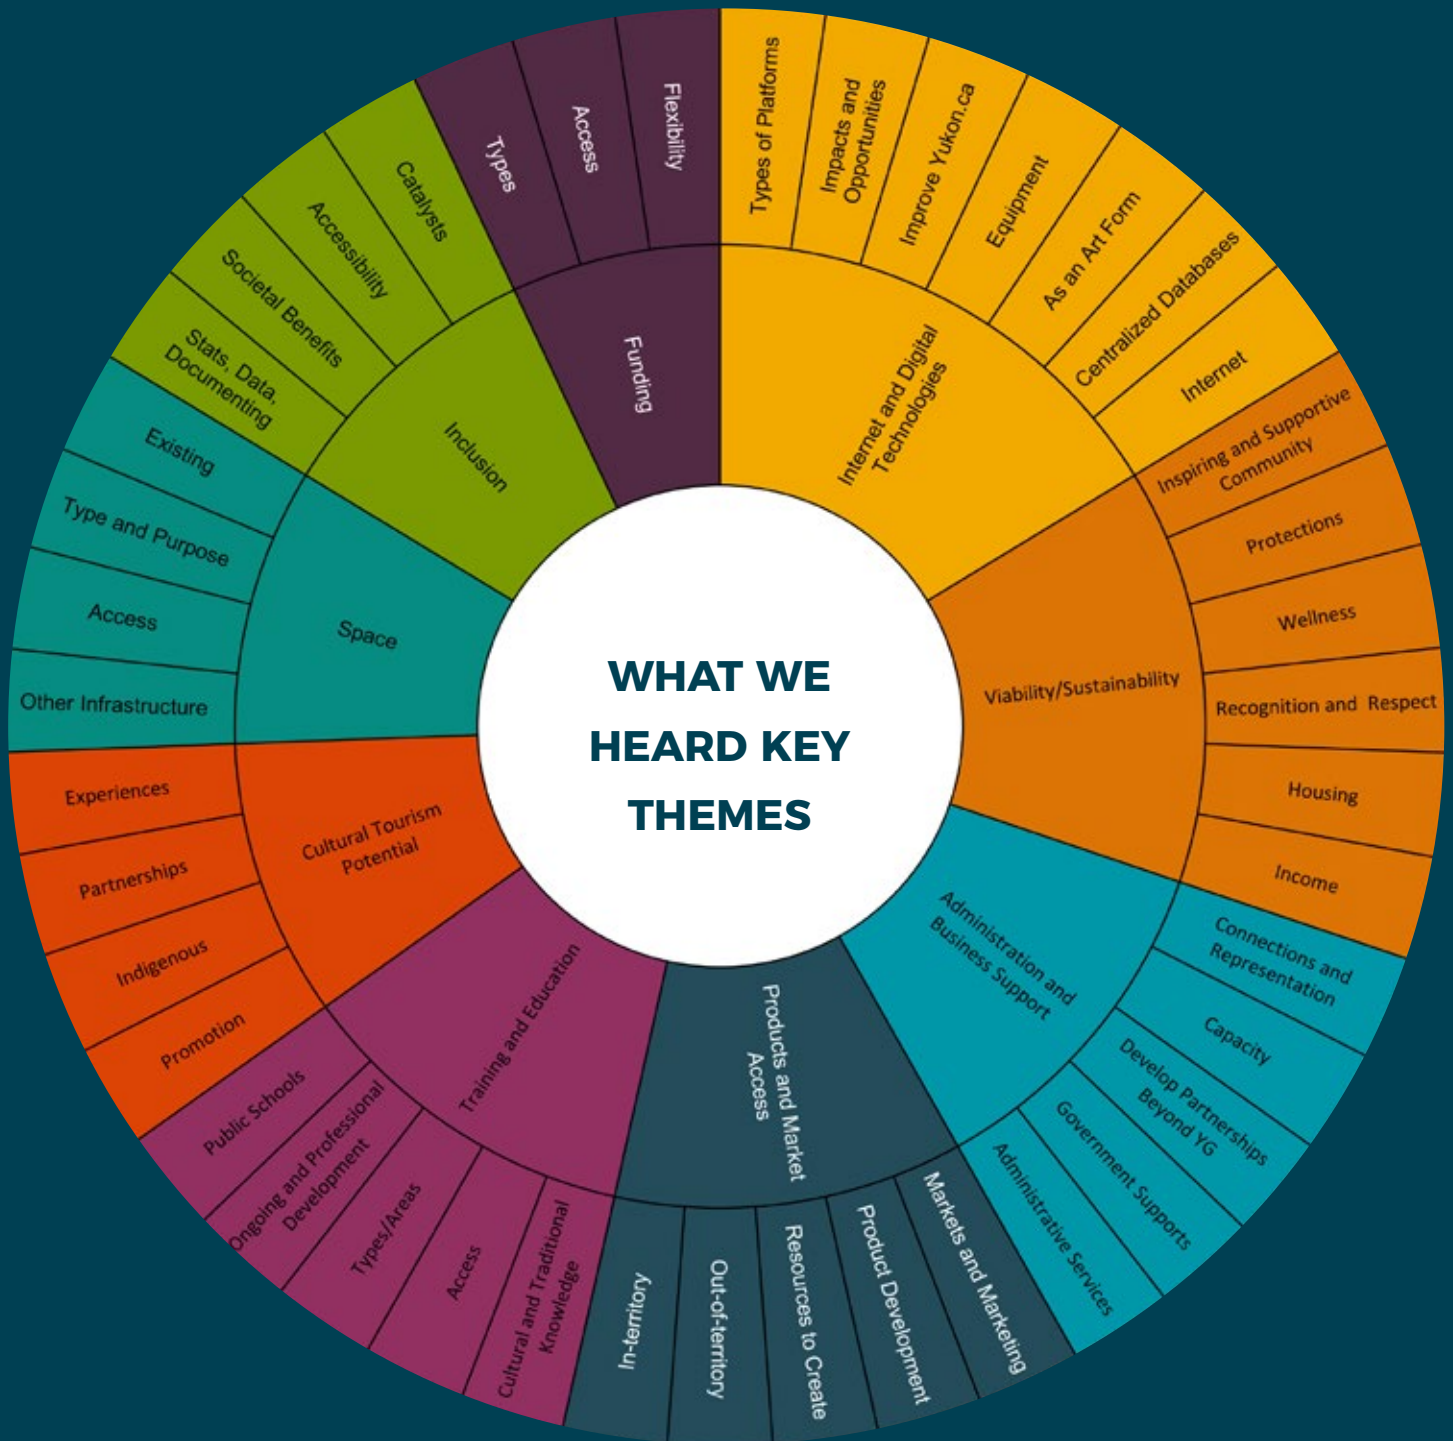 WHAT WE
HEARD KEY
THEMES
Internet and Digital
Technologies
Types of Platforms
Impacts and
Opportunities
Improve Yukon.ca
Equipment
As an Art Form
Centralized Databases
Internet
Viability/Sustainability
Inspiring and Supportive
Community
Protections
Wellness
Recognition and Respect
Housing
Income
Administration and
Business Support
Connections and
Representation
Capacity
Develop Partnerships
Beyond YG
Government Supports
Administrative Services
Products and Market
Access
Markets and Marketing
Product Development
Resources to Create
Out-of-territory
In-territory
Training and Education
Cultural and Traditional
Knowledge
Access
Types/Areas
Ongoing and Professional
Development
Public Schools
Cultural Tourism
Potential
Promotion
Indigenous
Partnerships
Experiences
Space
Other Infrastructure
Access
Type and Purpose
Existing
Inclusion
Stats, Data,
Documenting
Societal Benefits
Accessibility
Catalysts
Funding
Types
Access
Flexibility